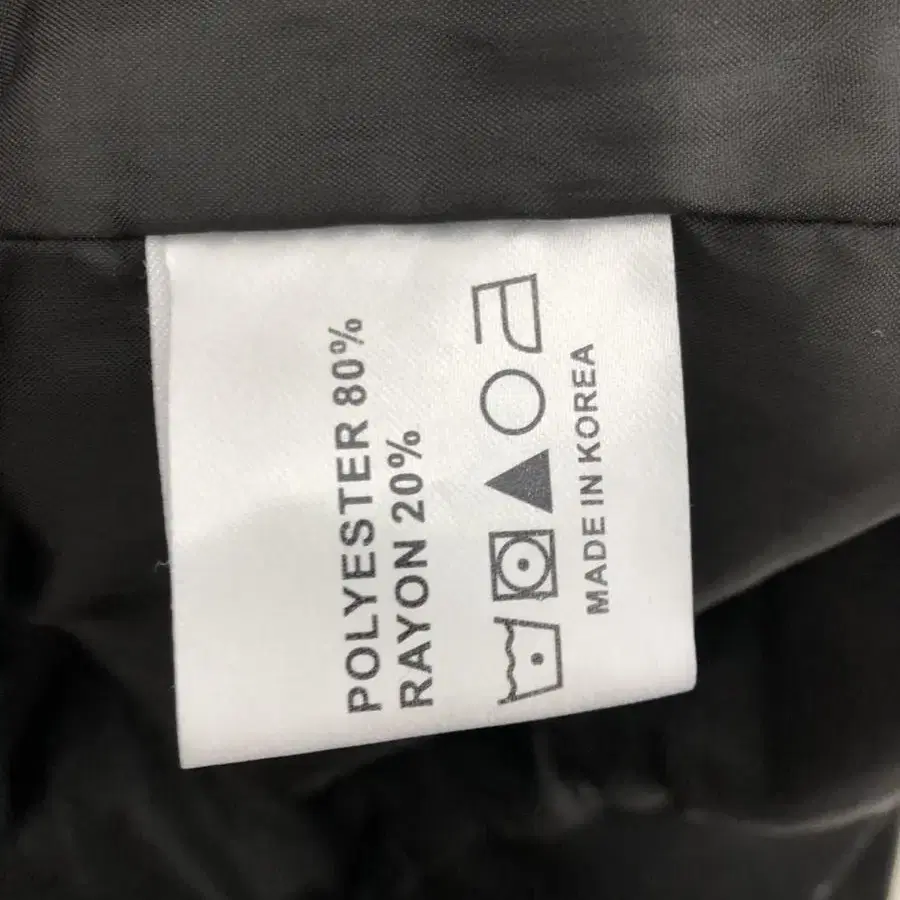 POLYESTER 80%
RAYON 20%
MADE IN KOREA